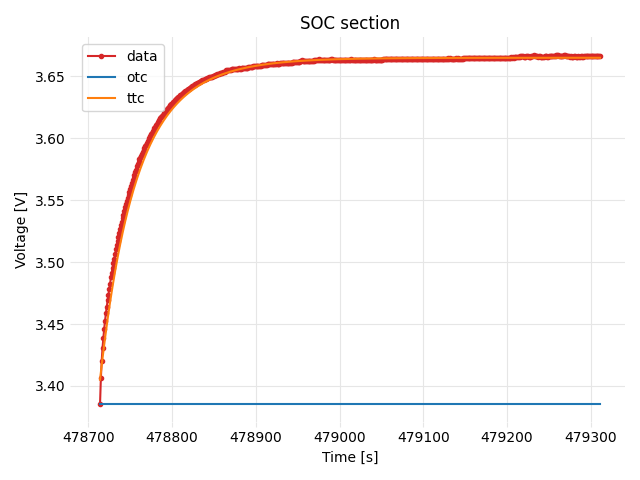 SOC section
data
otc
ttc
3.65
3.60
3.55
3.50
3.45
3.40
Voltage [V]
478700 478800 478900 479000 479100 479200 479300
Time [s]